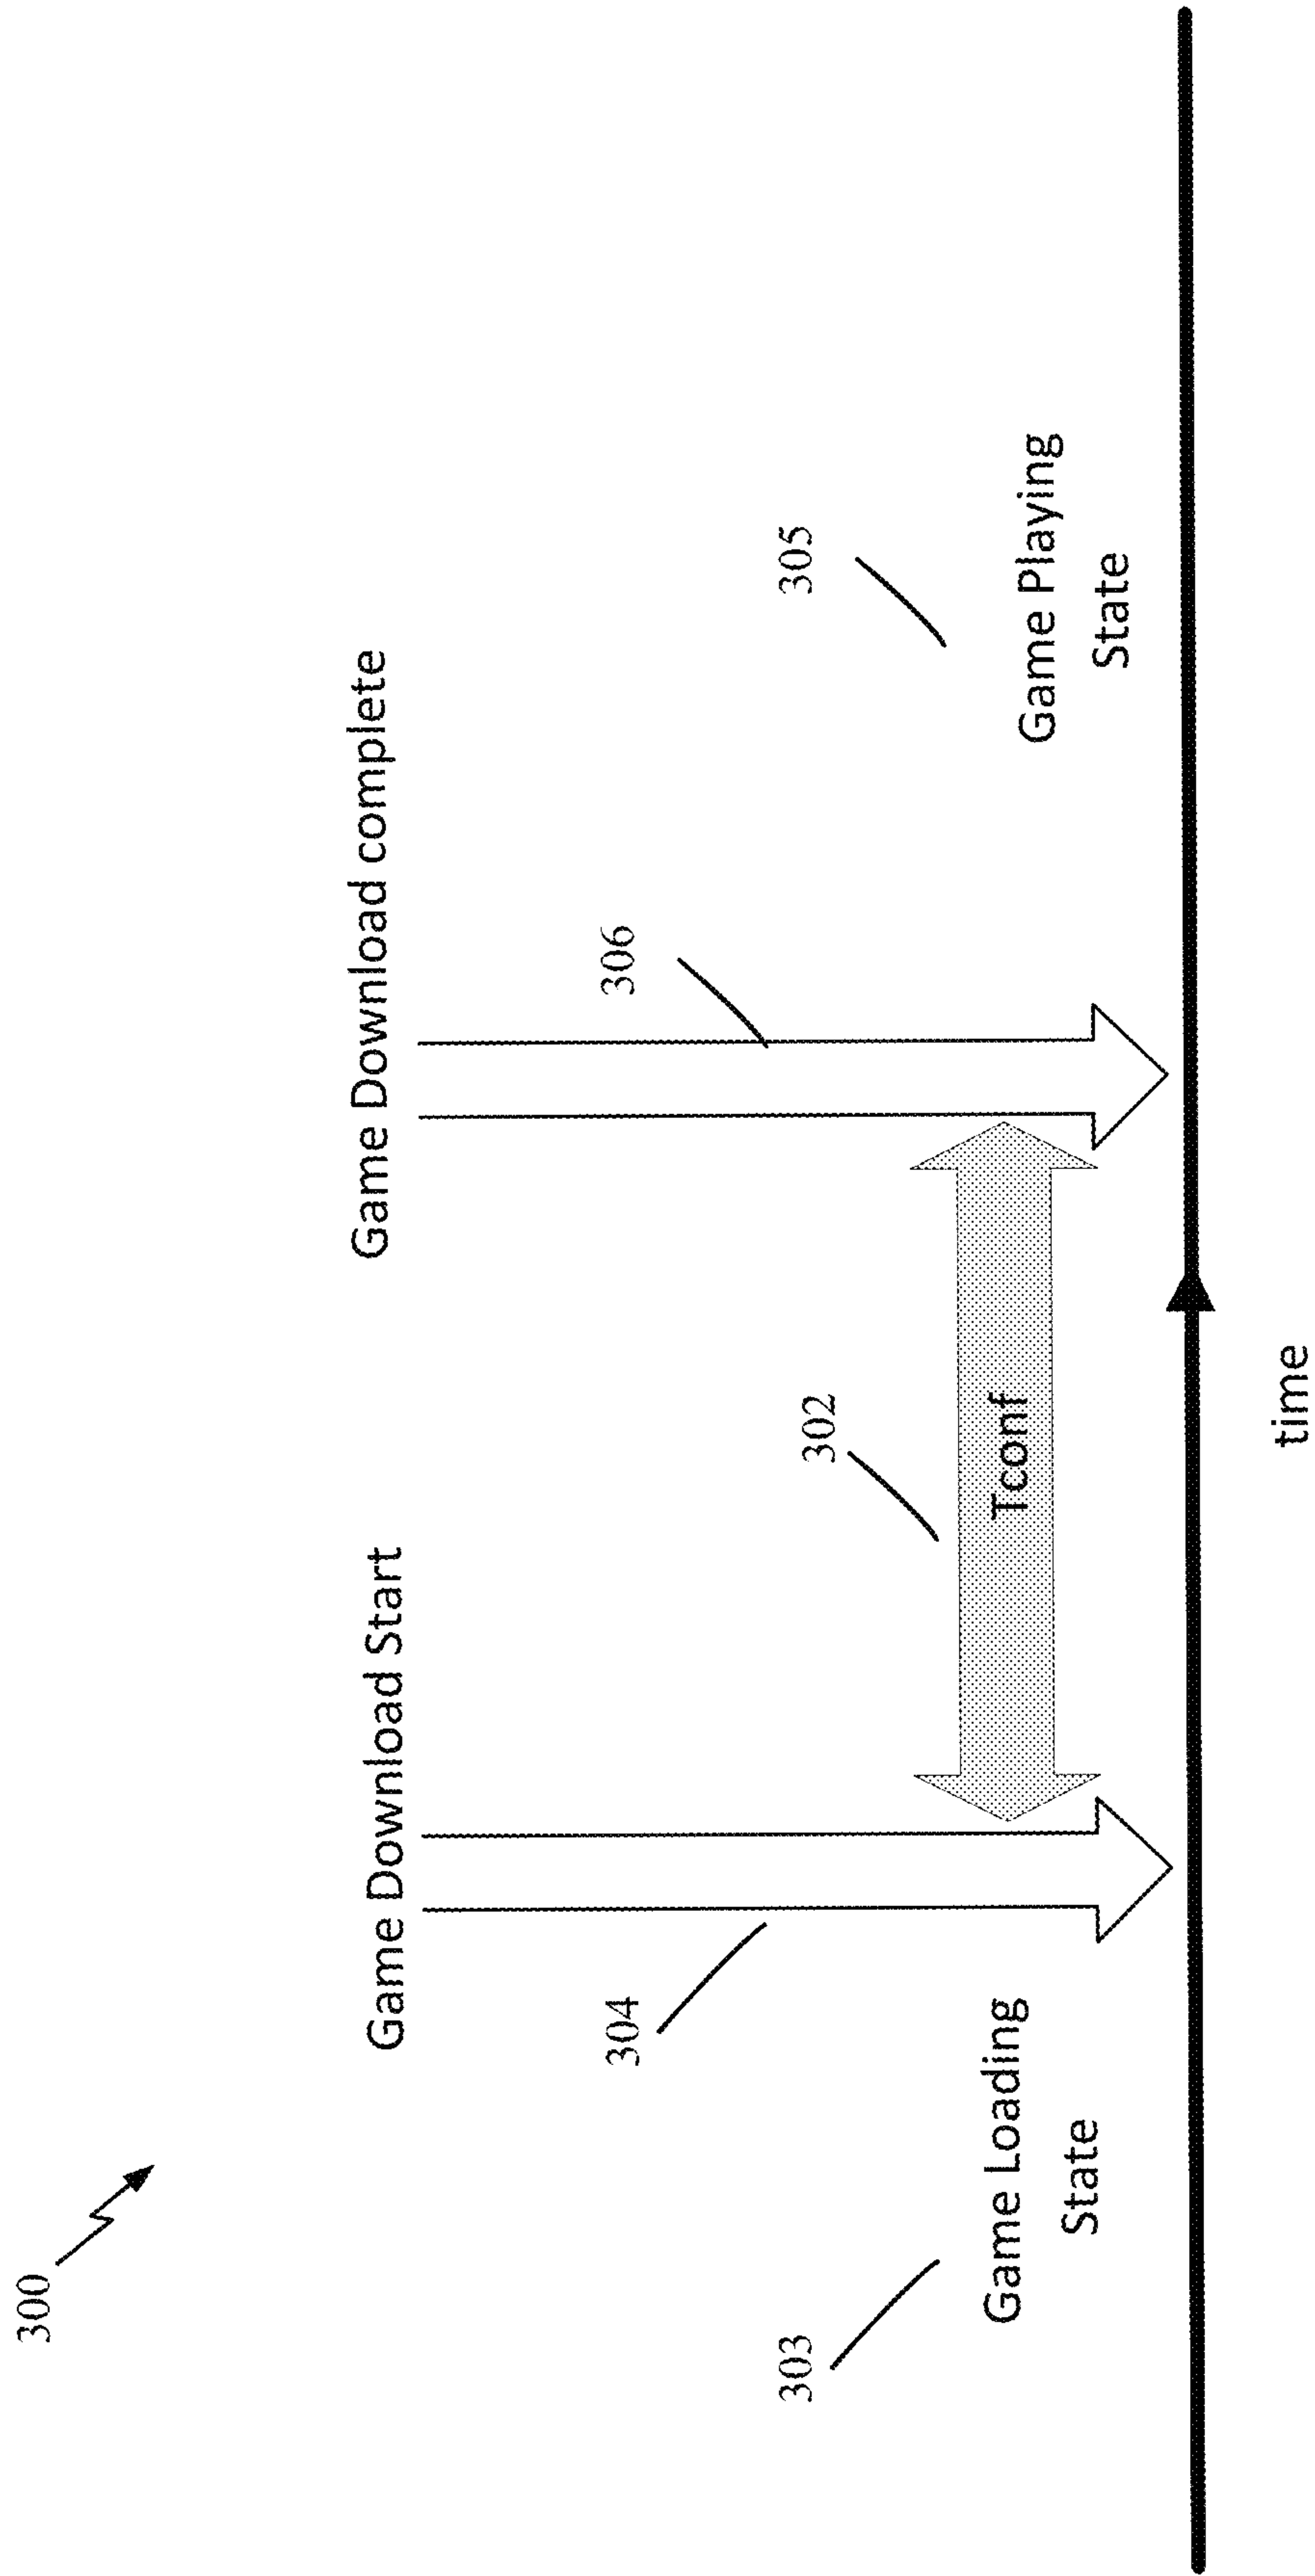 300
Game Download Start
Game Download complete
304
306
303
302
305
Game Loading
State
Tconf
Game Playing
State
time